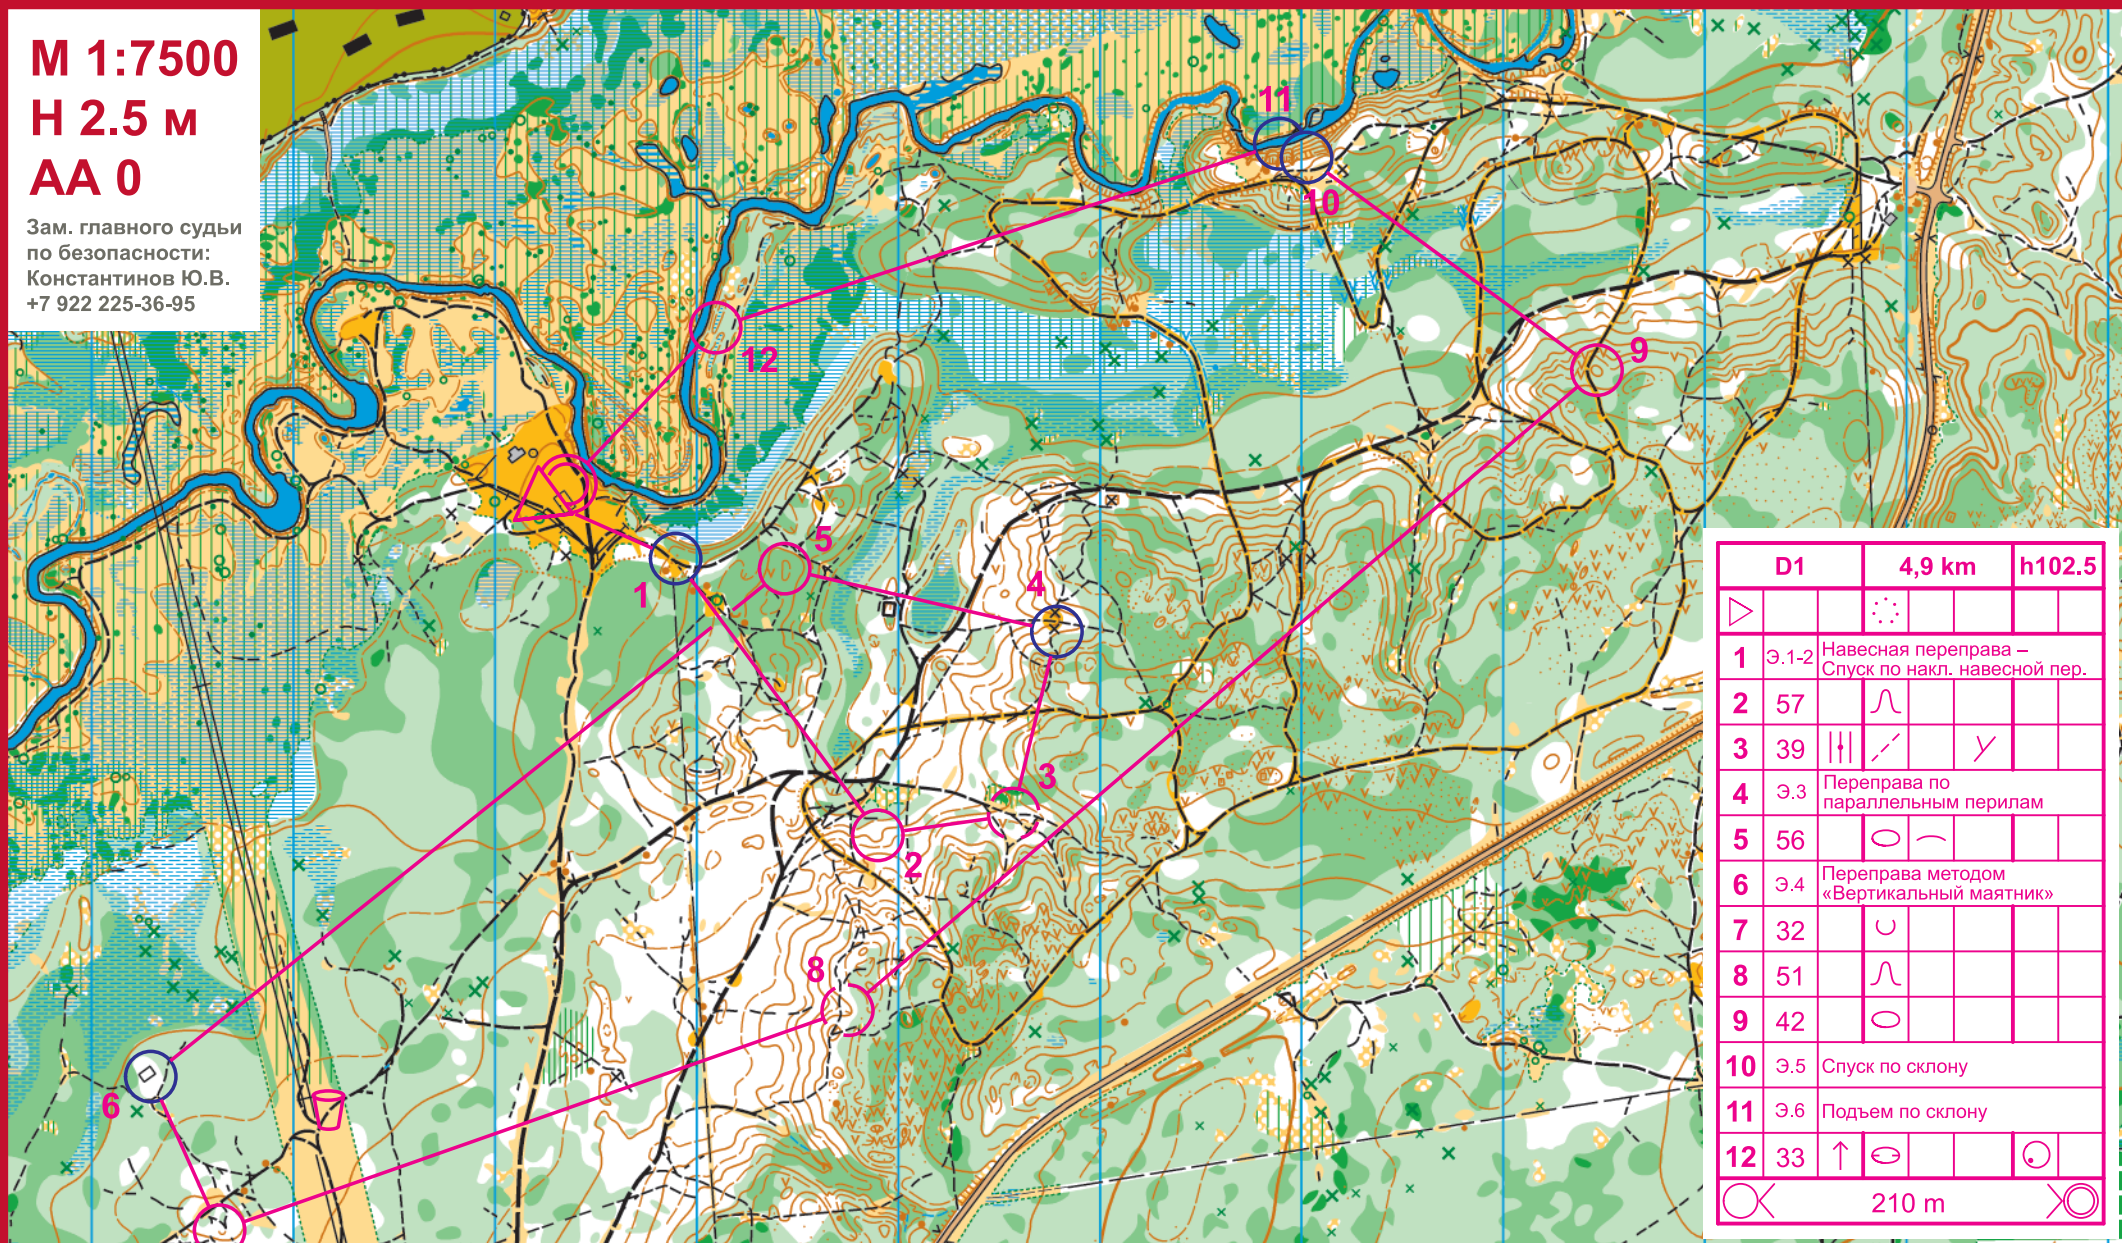 М 1:7500
Н 2.5 м
АА 0
Зам. главного судьи
по безопасности:
Константинов Ю.В.
+7 922 225-36-95
11
10
9
12
5
1
4
3
2
8
6
D1 4,9 km h102.5
1 Э.1-2 Навесная переправа –
Спуск по накл. навесной пер.
2 57
3 39
4 Э.3 Переправа по
параллельным перилам
5 56
6 Э.4 Переправа методом
«Вертикальный маятник»
7 32
8 51
9 42
10 Э.5 Спуск по склону
11 Э.6 Подъем по склону
12 33
210 m